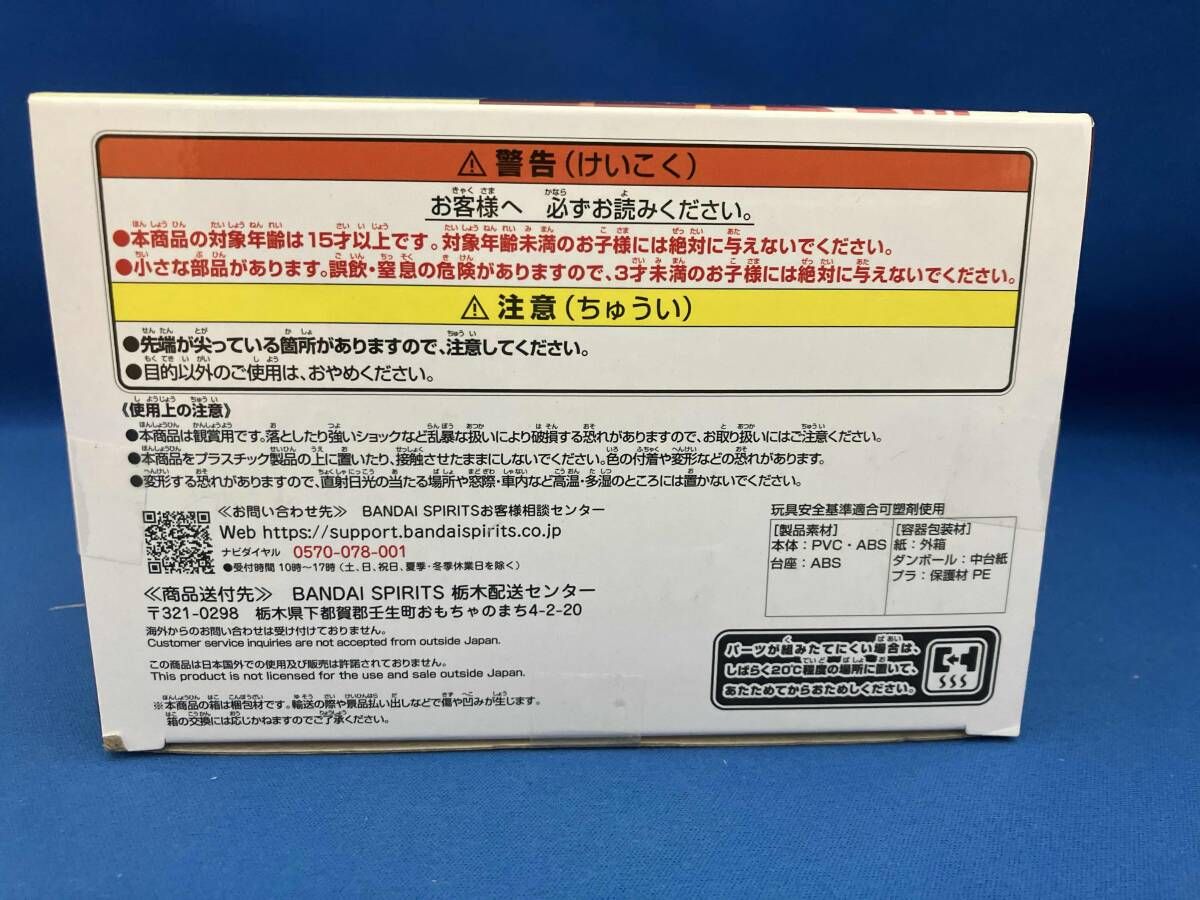 ⚠警告(けいこく)
お客様へ 必ずお読みください。
●本商品の対象年齢は15才以上です。対象年齢未満のお子様には絶対に与えないでください。
●小さな部品があります。誤飲・窒息の危険がありますので、3才未満のお子様には絶対に与えないでください。
⚠注意(ちゅうい)
●先端が尖っている箇所がありますので、注意してください。
●目的以外のご使用は、おやめください。
《使用上の注意》
●本商品は観賞用です。落としたり強いショックなど乱暴な扱いにより破損する恐れがありますので、お取り扱いにはご注意ください。
●本商品をプラスチック製品の上に置いたり、接触させたままにしないでください。色の付着や変形などの恐れがあります。
●変形する恐れがありますので、直射日光の当たる場所や窓際・車内など高温・多湿のところには置かないでください。
≪お問い合わせ先≫ BANDAI SPIRITSお客様相談センター
Web https://support.bandaispirits.co.jp
ナビダイヤル 0570-078-001
●受付時間 10時〜17時(土、日、祝日、夏季・冬季休業日を除く)
≪商品送付先≫ BANDAI SPIRITS 栃木配送センター
〒321-0298 栃木県下都賀郡壬生町おもちゃのまち4-2-20
海外からのお問い合わせは受け付けておりません。
Customer service inquiries are not accepted from outside Japan.
この商品は日本国外での使用及び販売は許諾されておりません。
This product is not licensed for the use and sale outside Japan.
※本商品の箱は梱包材です。輸送の際や景品払い出しなどで傷や凹みが生じます。
箱の交換には応じかねますのでご了承ください。
玩具安全基準適合可塑剤使用
[製品素材]
本体:PVC・ABS
台座:ABS
[容器包装材]
紙:外箱
ダンボール:中台紙
プラ:保護材 PE
パーツが組みたてにくい場合は、
しばらく20℃程度の場所に置いて、
あたためてからおためしください。